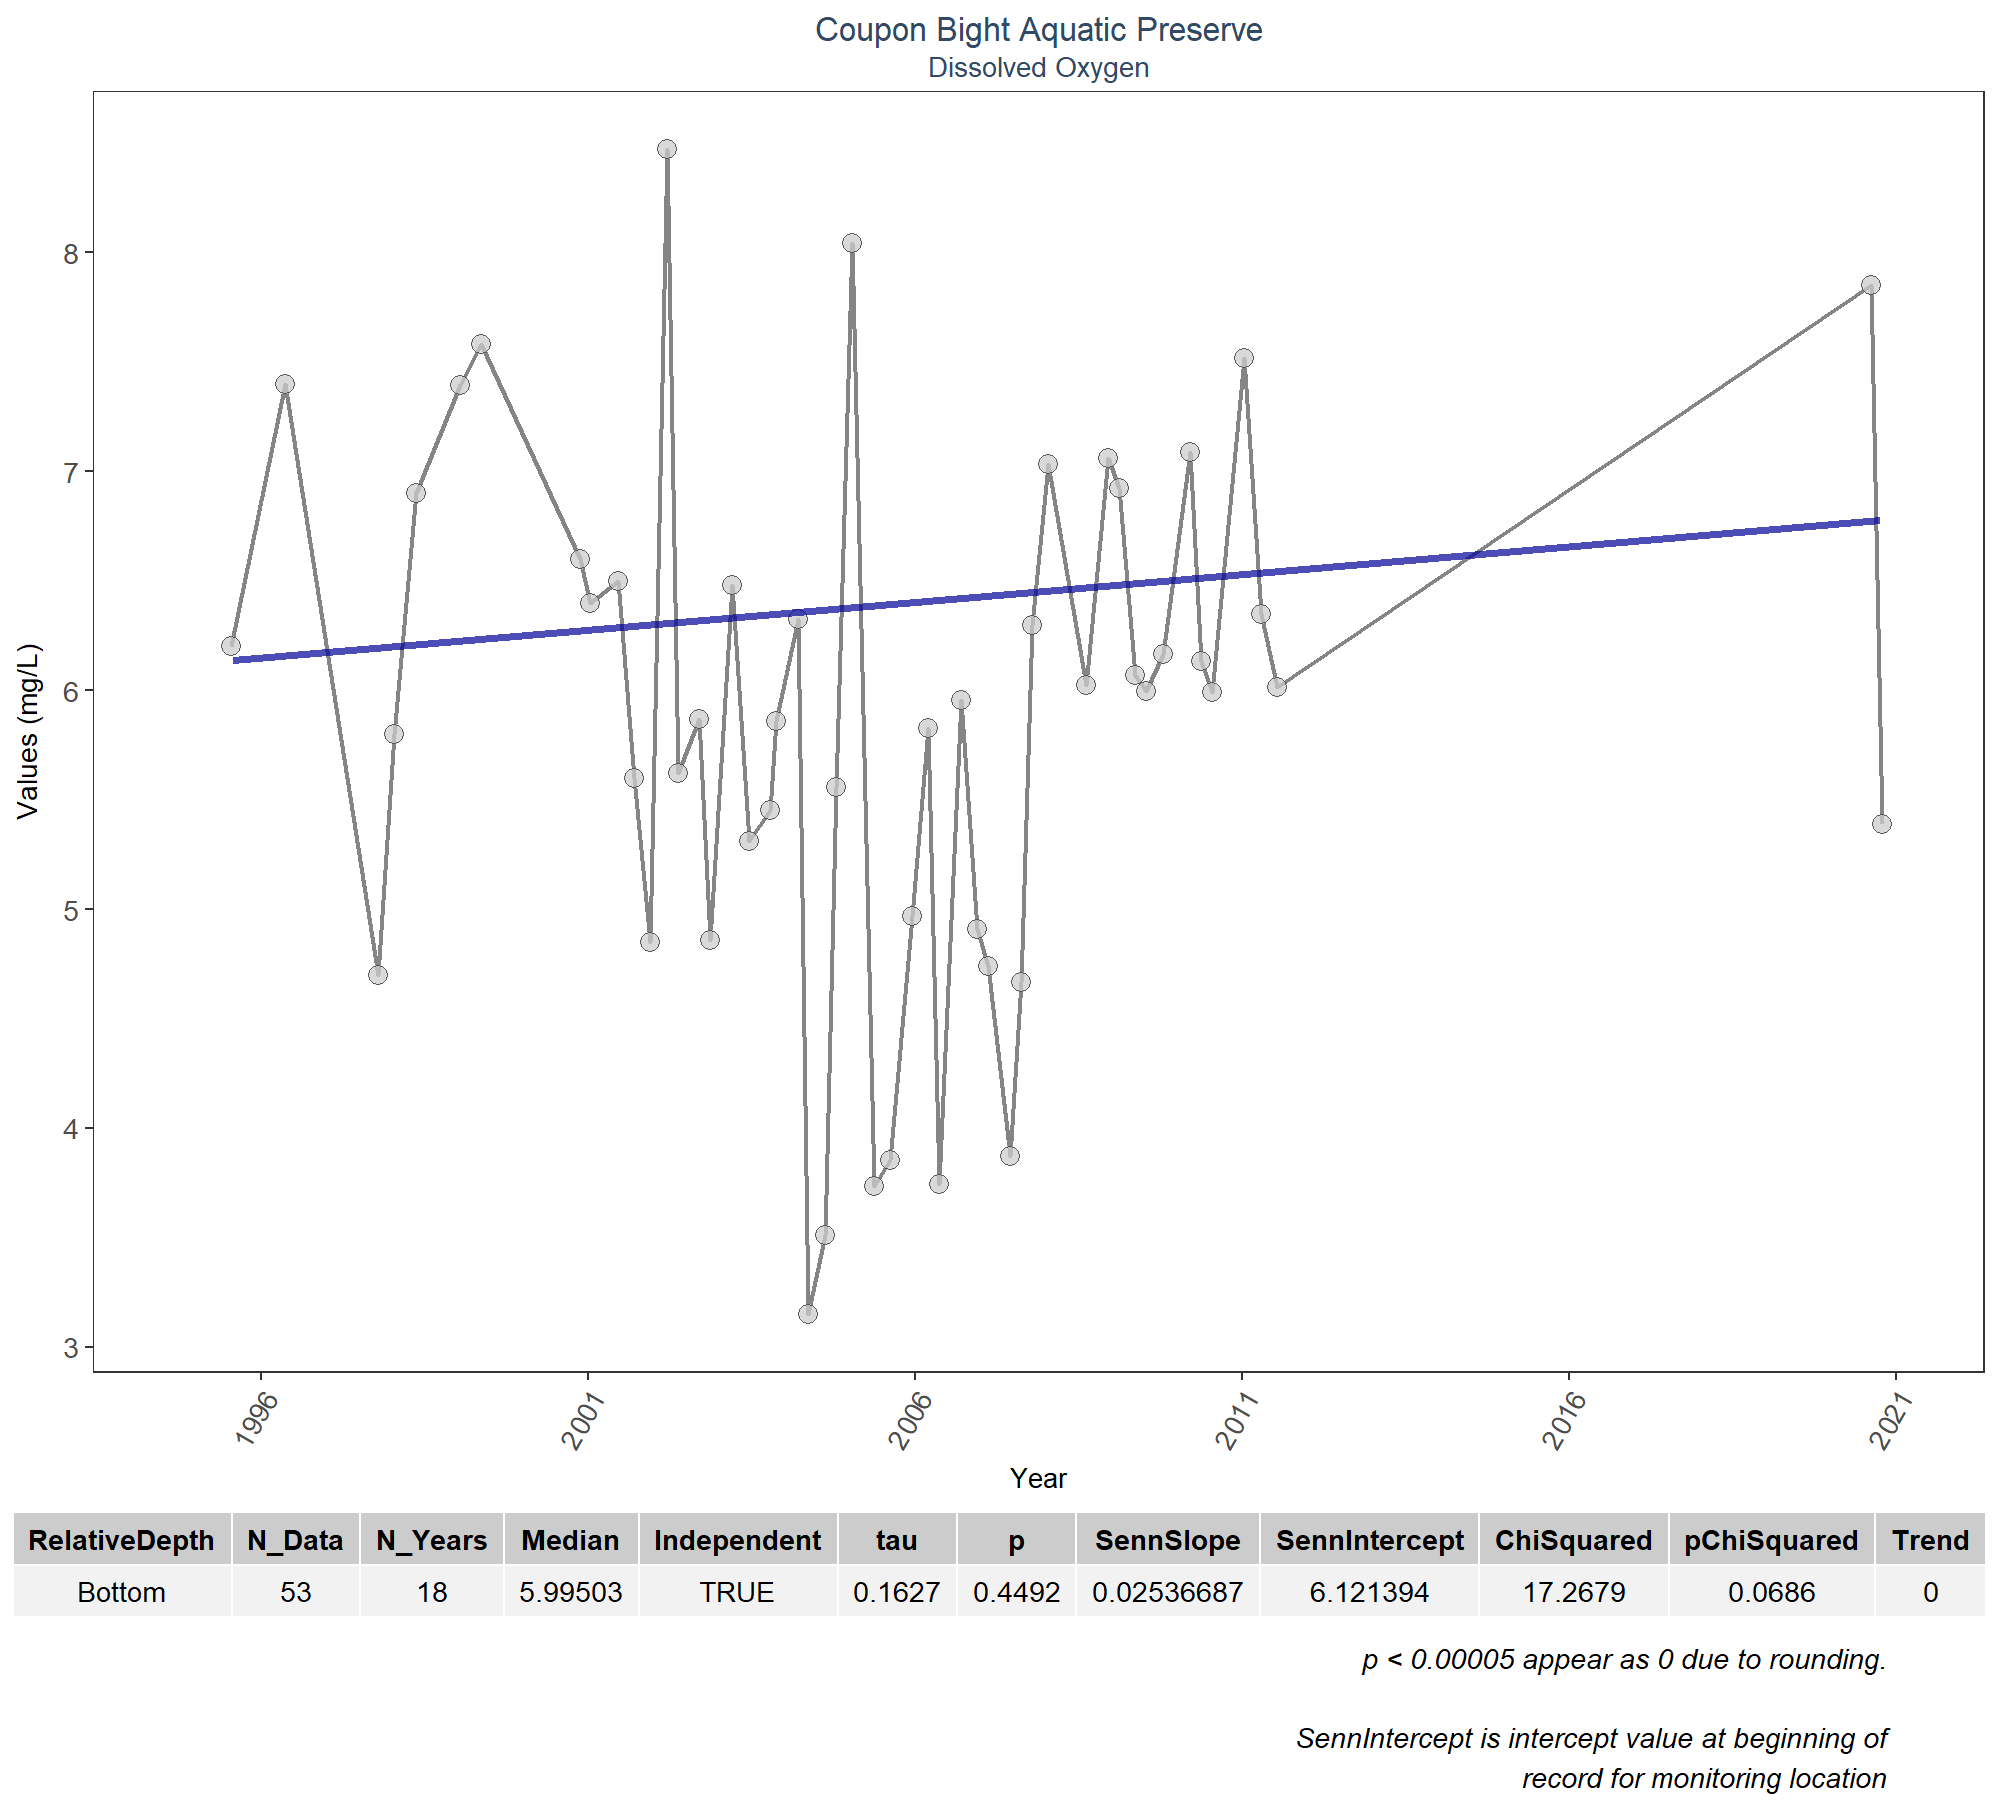 Coupon Bight Aquatic Preserve
Dissolved Oxygen
8
7
6
5
4
3
Values (mg/L)
1996
2001
2006
2011
2016
2021
Year
RelativeDepth N_Data N_Years Median Independent tau p SennSlope SennIntercept ChiSquared pChiSquared Trend
Bottom 53 18 5.99503 TRUE 0.1627 0.4492 0.02536687 6.121394 17.2679 0.0686 0
p < 0.00005 appear as 0 due to rounding.
SennIntercept is intercept value at beginning of
record for monitoring location